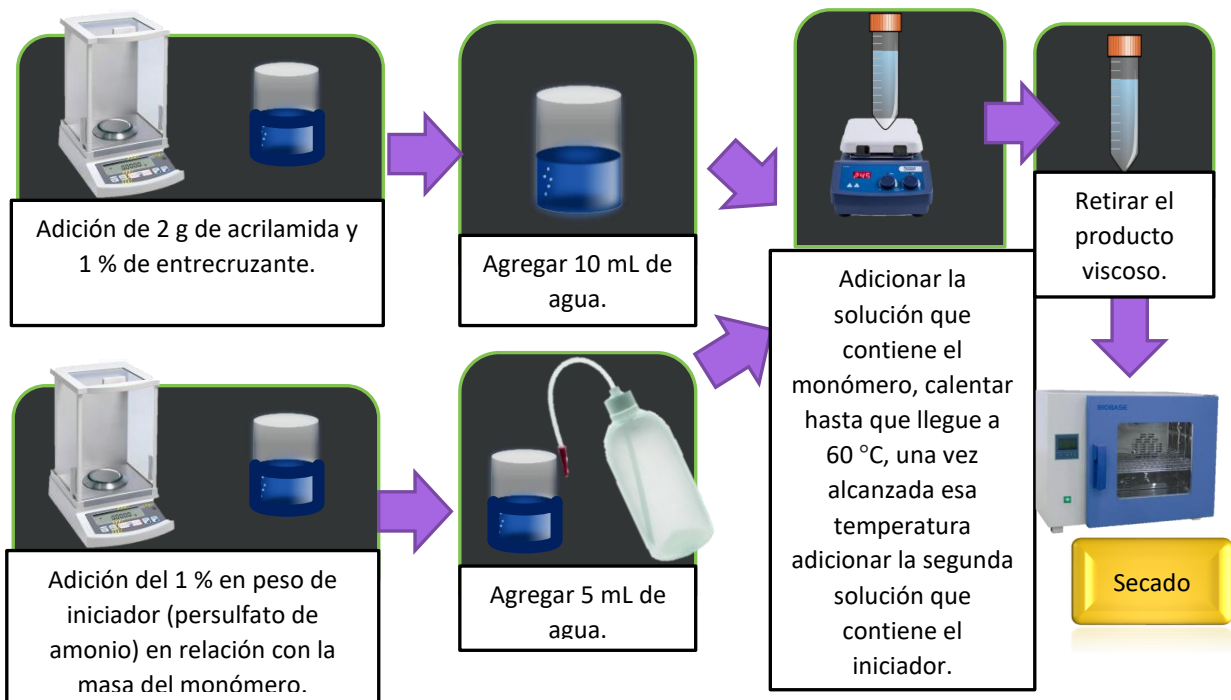 Adición de 2 g de acrilamida y
1 % de entrecruzante.
Agregar 10 mL de
agua.
Adicionar la
solución que
contiene el
monómero, calentar
hasta que llegue a
60 °C, una vez
alcanzada esa
temperatura
adicionar la segunda
solución que
contiene el
iniciador.
Retirar el
producto
viscoso.
Adición del 1 % en peso de
iniciador (persulfato de
amonio) en relación con la
masa del monómero.
Agregar 5 mL de
agua.
BIOBASE
Secado